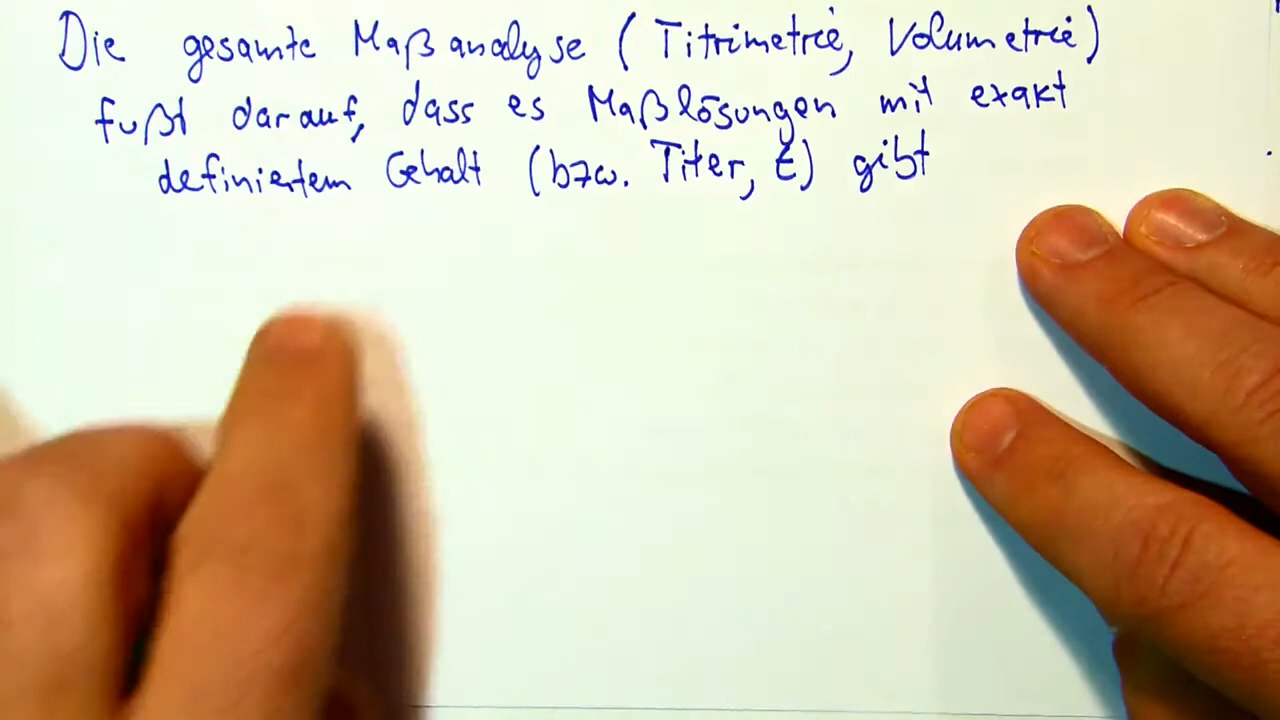 Die gesamte Maßanalyse (Titrimetrie, Volumetrie)
fußt darauf, dass es Maßlösungen mit exakt
definiertem Gehalt (bzw. Titer, t) gibt